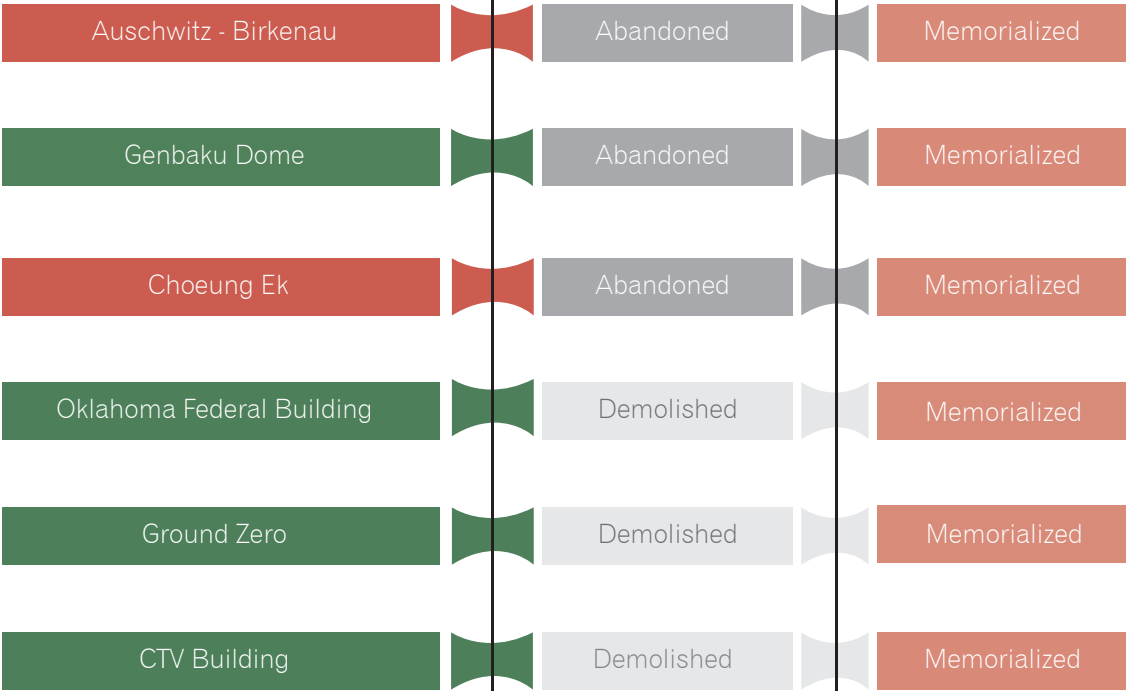 Auschwitz - Birkenau Abandoned Memorialized
Genbaku Dome Abandoned Memorialized
Choeung Ek Abandoned Memorialized
Oklahoma Federal Building Demolished Memorialized
Ground Zero Demolished Memorialized
CTV Building Demolished Memorialized